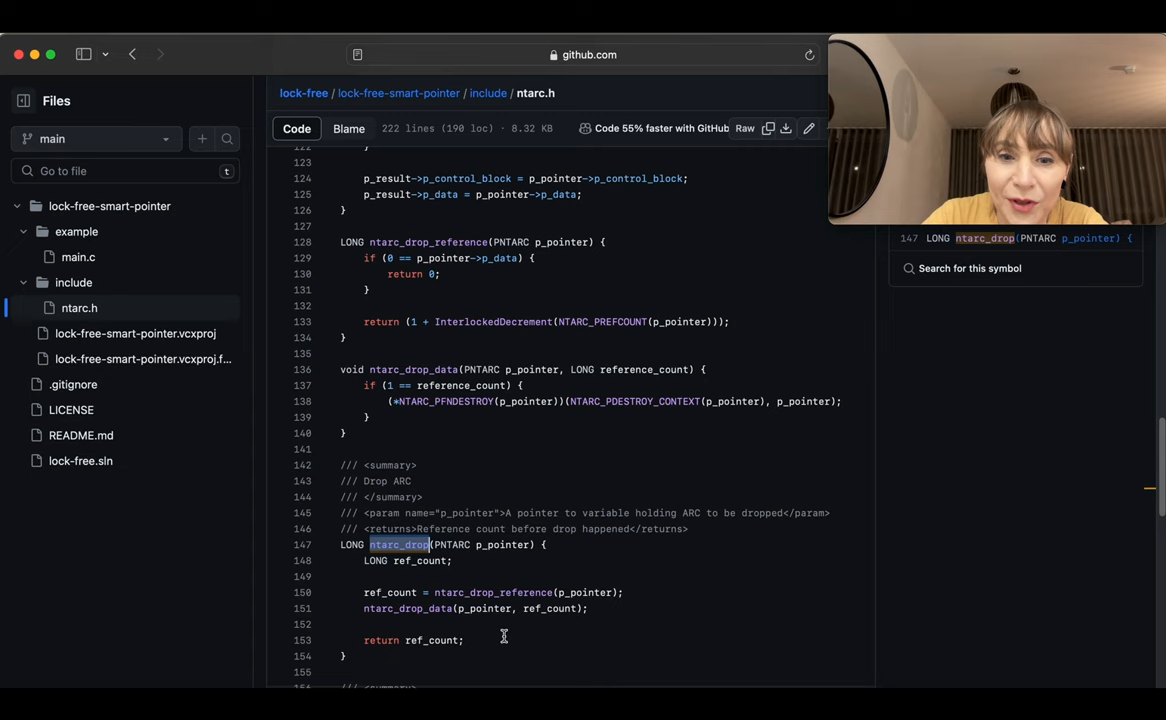 github.com
Files
main
Go to file
t
lock-free-smart-pointer
example
main.c
include
ntarc.h
lock-free-smart-pointer.vcxproj
lock-free-smart-pointer.vcxproj.f...
.gitignore
LICENSE
README.md
lock-free.sln
lock-free / lock-free-smart-pointer / include / ntarc.h
Code Blame 222 lines (190 loc) · 8.32 KB Code 55% faster with GitHub Raw
122 }
123
124 p_result->p_control_block = p_pointer->p_control_block;
125 p_result->p_data = p_pointer->p_data;
126 }
127
128 LONG ntarc_drop_reference(PNTARC p_pointer) {
129 if (0 == p_pointer->p_data) {
130 return 0;
131 }
132
133 return (1 + InterlockedDecrement(NTARC_PREFCOUNT(p_pointer)));
134 }
135
136 void ntarc_drop_data(PNTARC p_pointer, LONG reference_count) {
137 if (1 == reference_count) {
138 (*NTARC_PFNDESTROY(p_pointer))(NTARC_PDESTROY_CONTEXT(p_pointer), p_pointer);
139 }
140 }
141
142 /// <summary>
143 /// Drop ARC
144 /// </summary>
145 /// <param name="p_pointer">A pointer to variable holding ARC to be dropped</param>
146 /// <returns>Reference count before drop happened</returns>
147 LONG ntarc_drop(PNTARC p_pointer) {
148 LONG ref_count;
149
150 ref_count = ntarc_drop_reference(p_pointer);
151 ntarc_drop_data(p_pointer, ref_count);
152
153 return ref_count;
154 }
155
156 /// <summary>
147 LONG ntarc_drop(PNTARC p_pointer) {
Search for this symbol